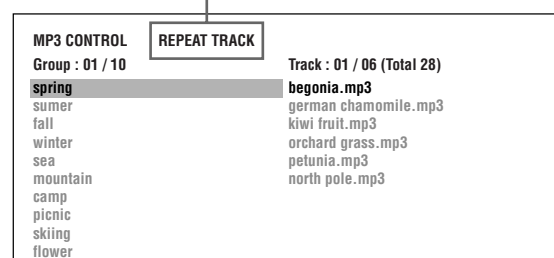 MP3 CONTROL REPEAT TRACK
Group : 01 / 10 Track : 01 / 06 (Total 28)
spring begonia.mp3
sumer german chamomile.mp3
fall kiwi fruit.mp3
winter orchard grass.mp3
sea petunia.mp3
mountain north pole.mp3
camp
picnic
skiing
flower